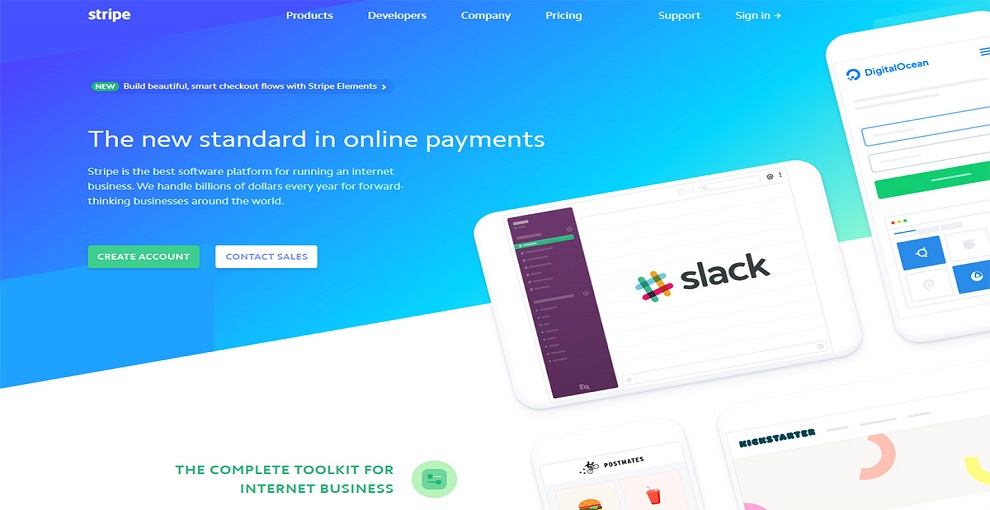 stripe
Products Developers Company Pricing Support Sign in →
NEW Build beautiful, smart checkout flows with Stripe Elements >
The new standard in online payments
Stripe is the best software platform for running an internet
business. We handle billions of dollars every year for forward-
thinking businesses around the world.
CREATE ACCOUNT CONTACT SALES
DigitalOcean
slack
KICKSTARTER
POSTMATES
THE COMPLETE TOOLKIT FOR
INTERNET BUSINESS